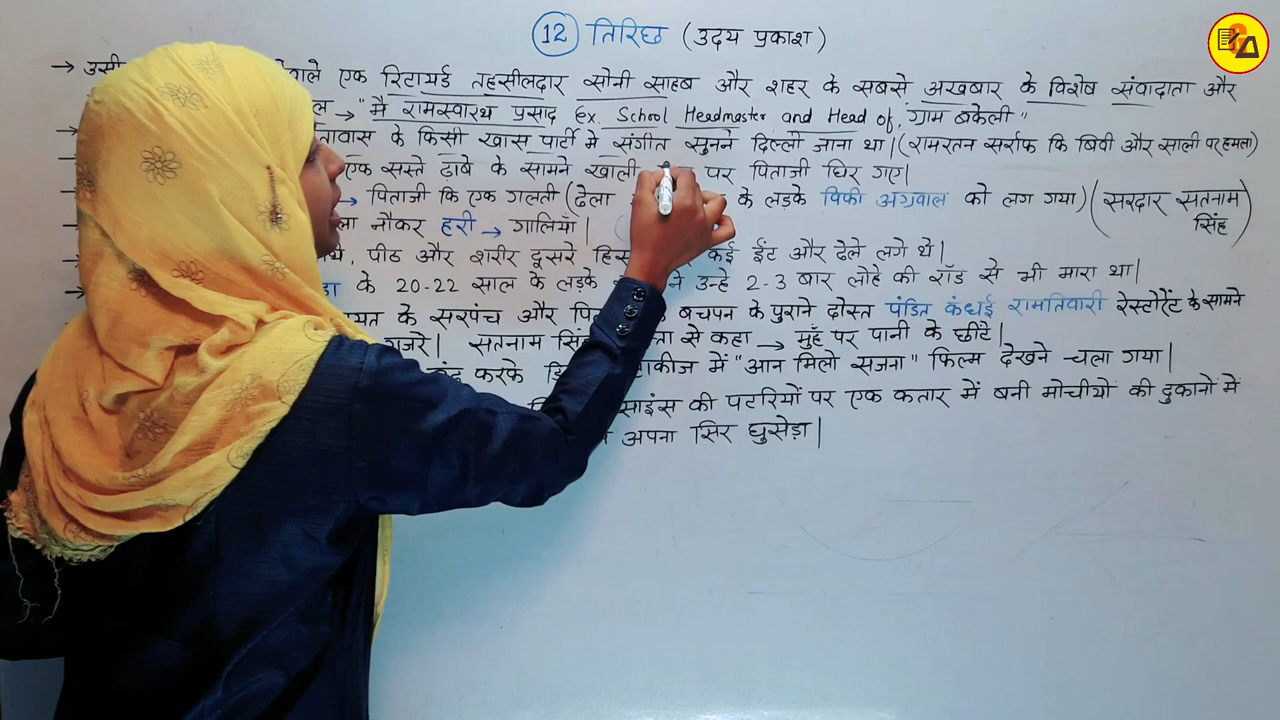 12 तिरिछ (उदय प्रकाश)
→ उसी वाले एक रिटायर्ड तहसीलदार सोनी साहब और शहर के सबसे अखबार के विशेष संवादाता और
→ "मै रामस्वारथ प्रसाद Ex. School Headmaster and Head of, ग्राम बकेली"
→ तावास के किसी खास पार्टी मे संगीत सुनने दिल्ली जाना था। (रामरतन सर्राफ कि बिवी और साली पर हमला)
एक सस्ते ढाबे के सामने खाली पर पिताजी घिर गए।
→ पिताजी कि एक गलती (ढेला के लड़के विक्की अग्रवाल को लग गया) (सरदार सतनाम सिंह)
ला नौकर हरी → गालियाँ।
थे, पीठ और शरीर दूसरे हिस कई ईंट और ढेले लगे थे।
→ के 20-22 साल के लड़के ने उन्हे 2-3 बार लोहे की रॉड से भी मारा था।
यत के सरपंच और पि बचपन के पुराने दोस्त पंडित कंधई रामतिवारी रेस्टोरेंट के सामने
गुजरे। सतनाम सिं से कहा → मुँह पर पानी के छींटे।
बंद करके कीज में "आन मिलो सजना" फिल्म देखने चला गया।
साइंस की पटरियों पर एक कतार में बनी मोचीयों की दुकानो में
अपना सिर घुसेड़ा।